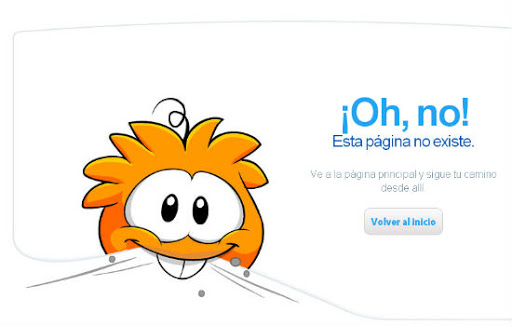 ¡Oh, no!
Esta página no existe.
Ve a la página principal y sigue tu camino
desde allí.
Volver al inicio